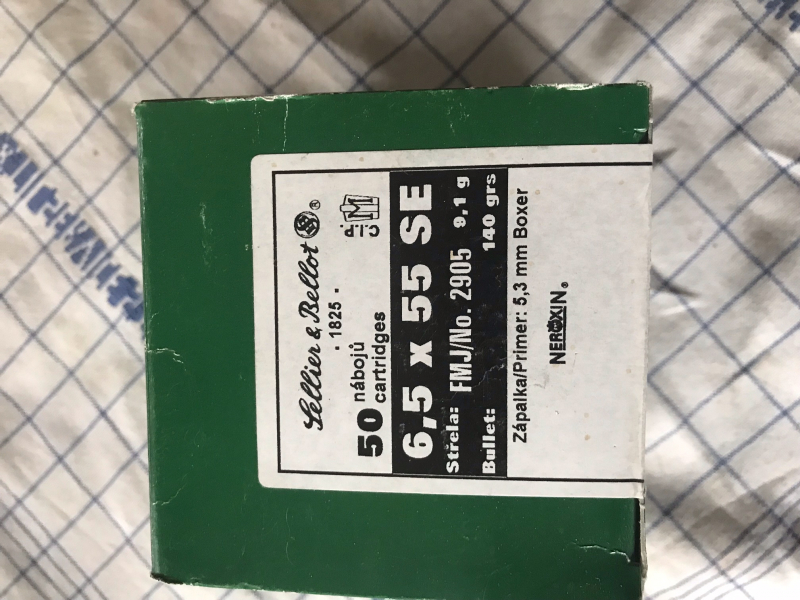 Sellier & Bellot ®
· 1825 ·
50 nábojů
cartridges
6,5 x 55 SE
Střela: FMJ/No. 2905 9,1 g
Bullet: 140 grs
Zápalka/Primer: 5,3 mm Boxer
NEROXIN®